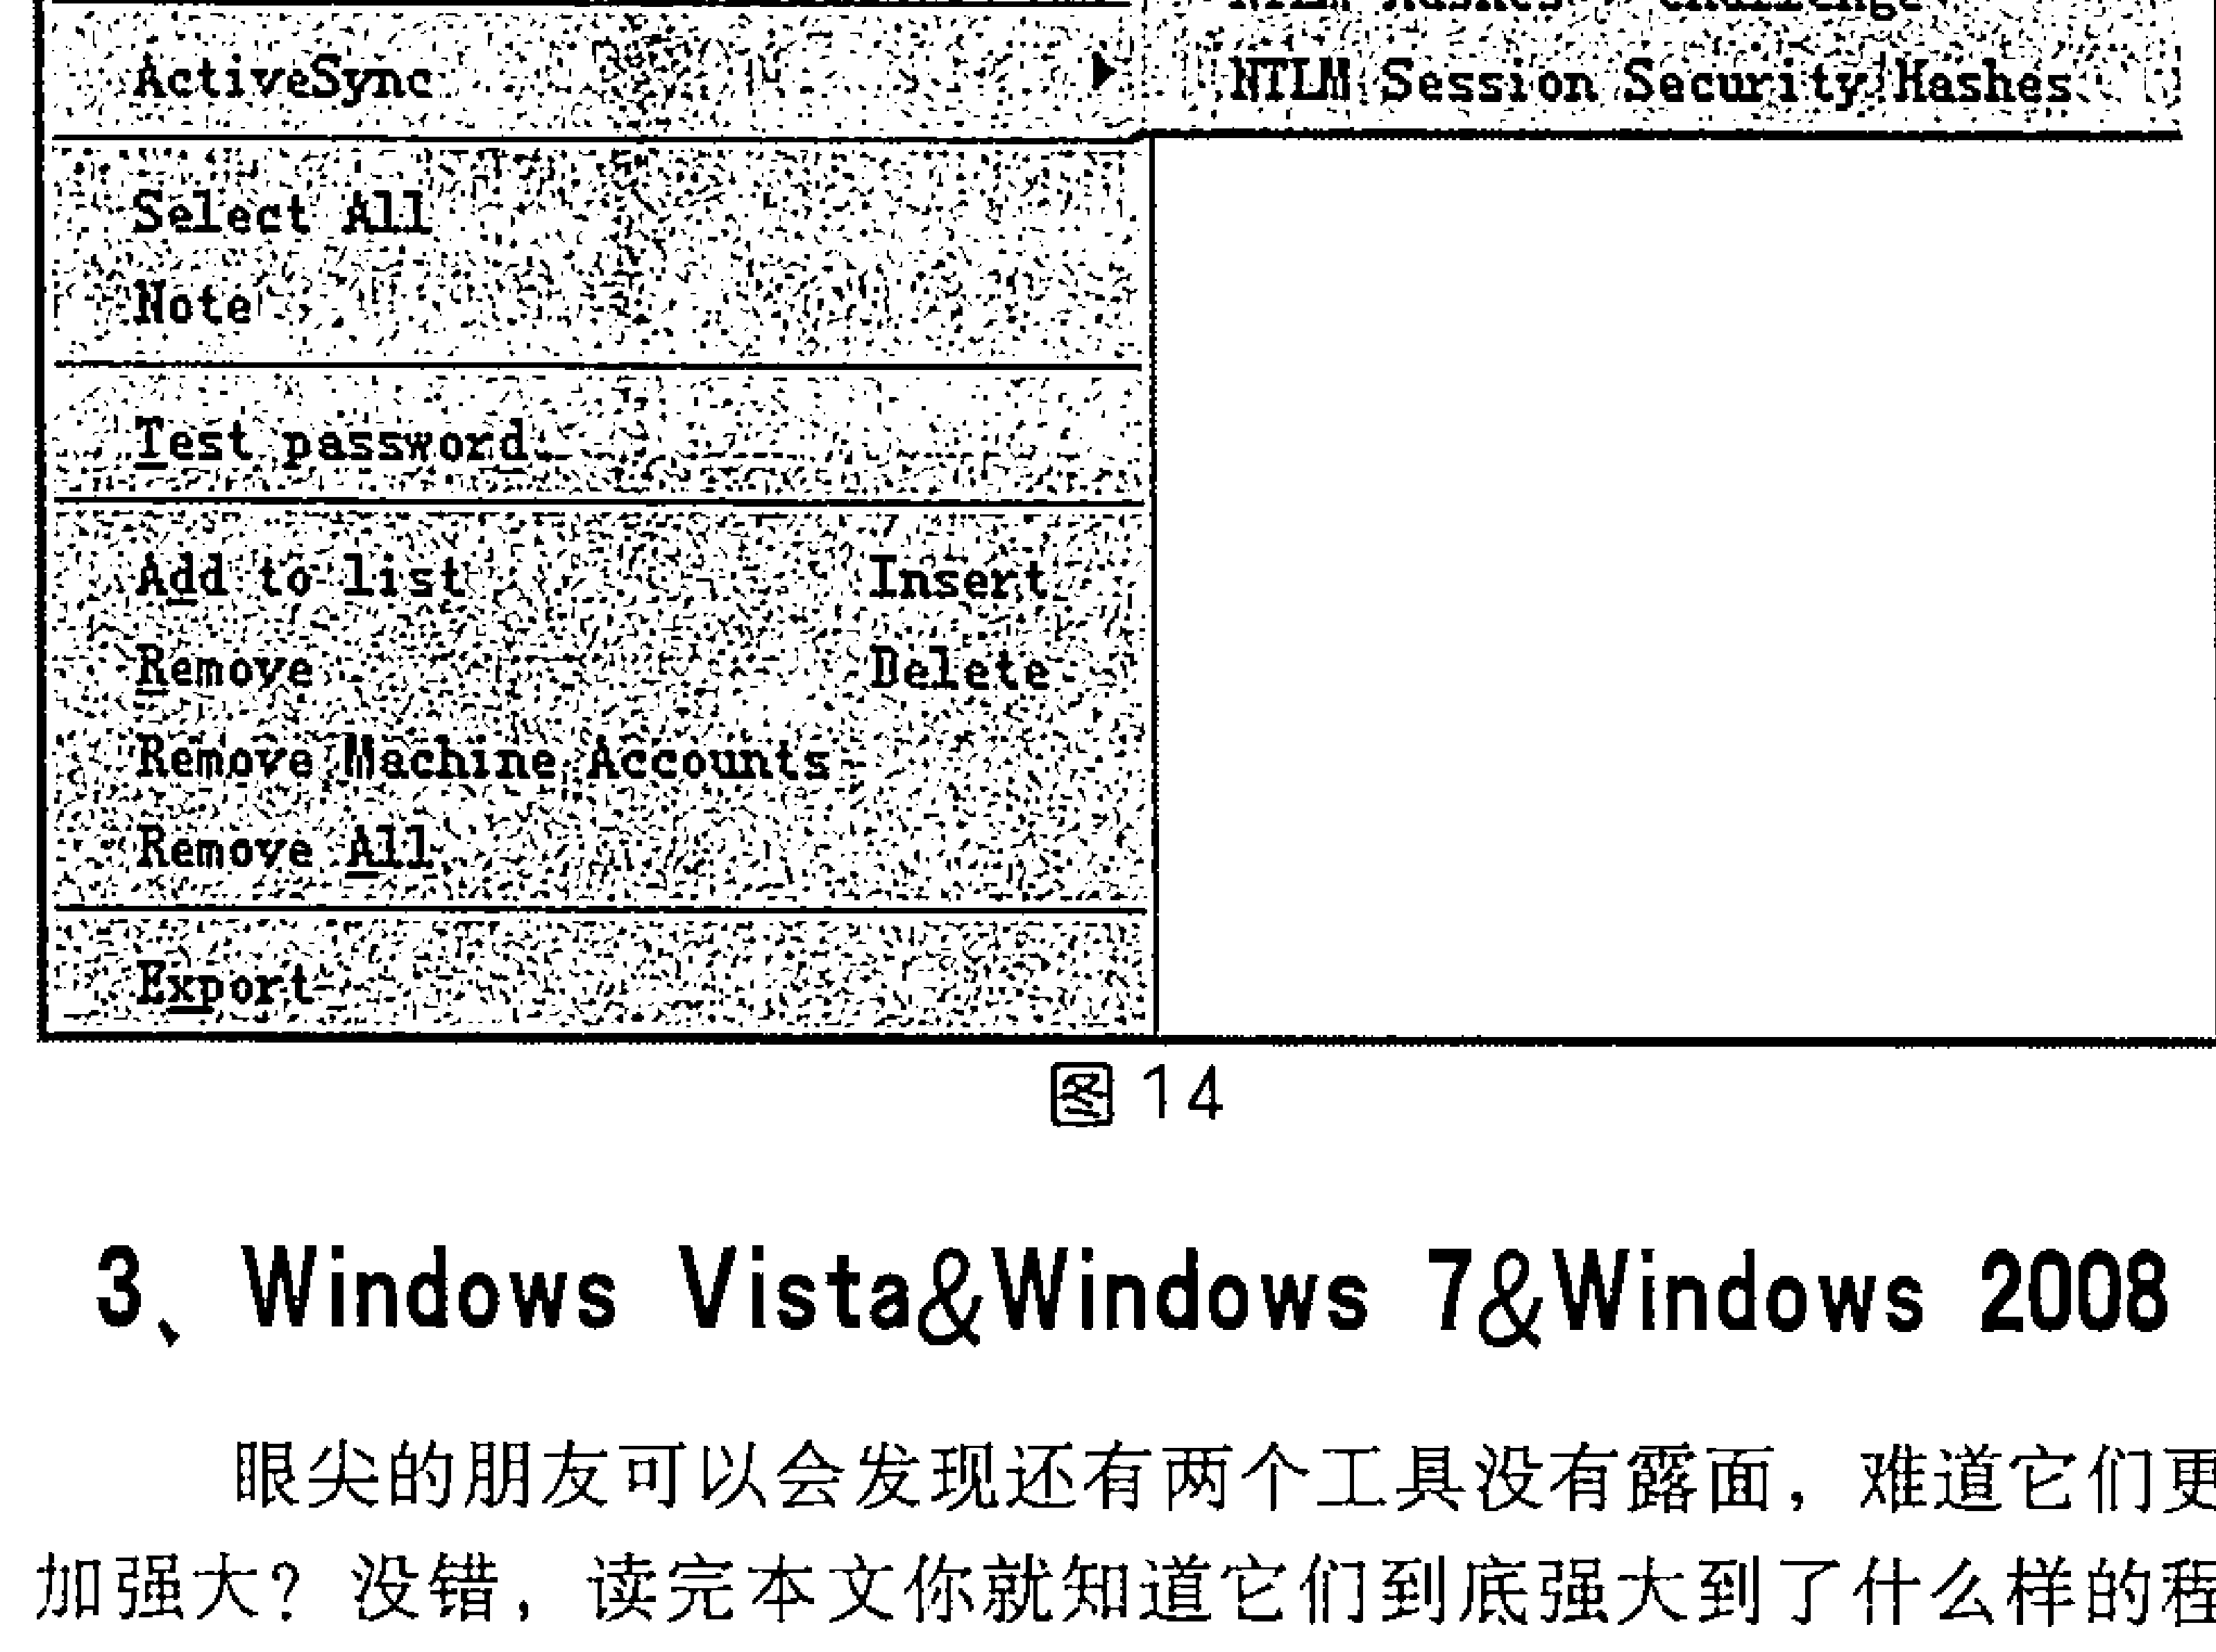 ActiveSync
NTLM Session Security Hashes
Select All
Note
Test password
Add to list Insert
Remove Delete
Remove Machine Accounts
Remove All
Export
图 14
3、Windows Vista&Windows 7&Windows 2008
眼尖的朋友可以会发现还有两个工具没有露面，难道它们更
加强大？没错，读完本文你就知道它们到底强大到了什么样的程